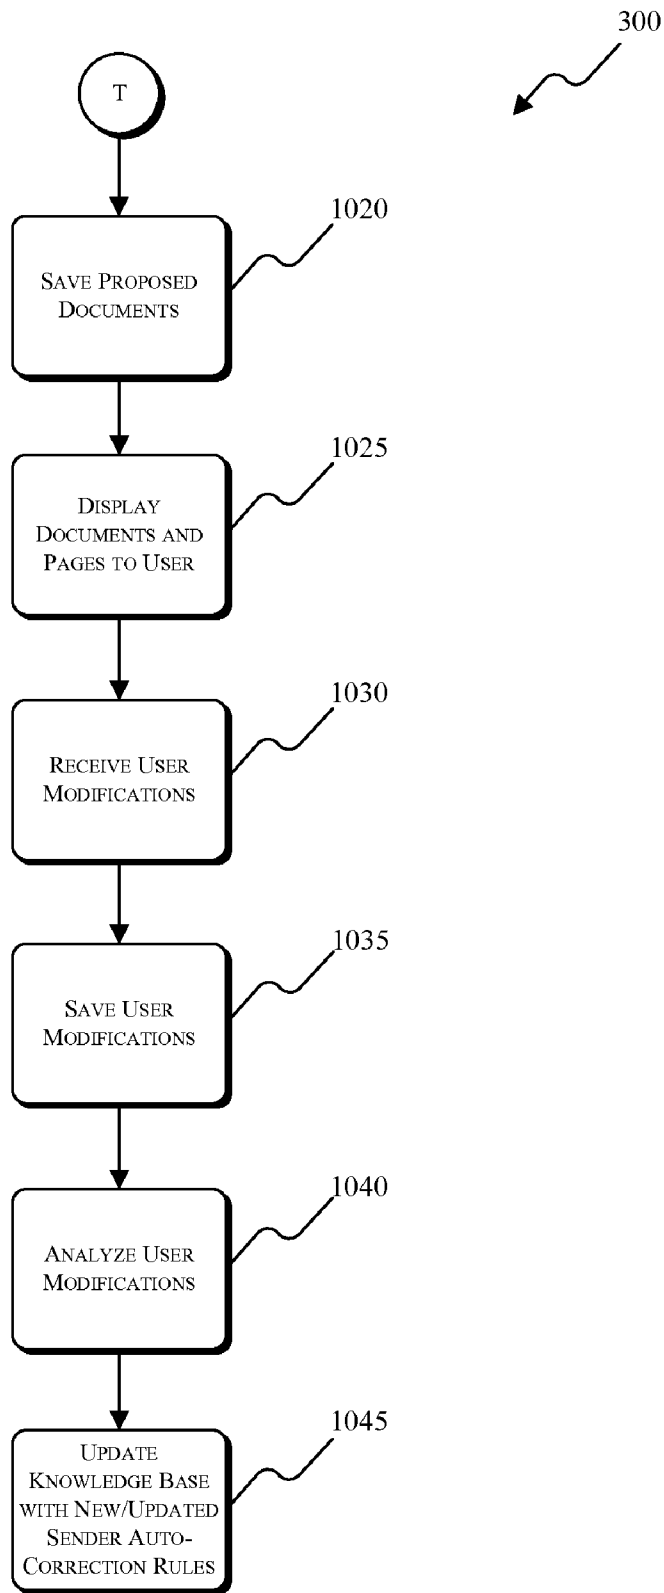 300
T
1020
SAVE PROPOSED
DOCUMENTS
1025
DISPLAY
DOCUMENTS AND
PAGES TO USER
1030
RECEIVE USER
MODIFICATIONS
1035
SAVE USER
MODIFICATIONS
1040
ANALYZE USER
MODIFICATIONS
1045
UPDATE
KNOWLEDGE BASE
WITH NEW/UPDATED
SENDER AUTO-
CORRECTION RULES